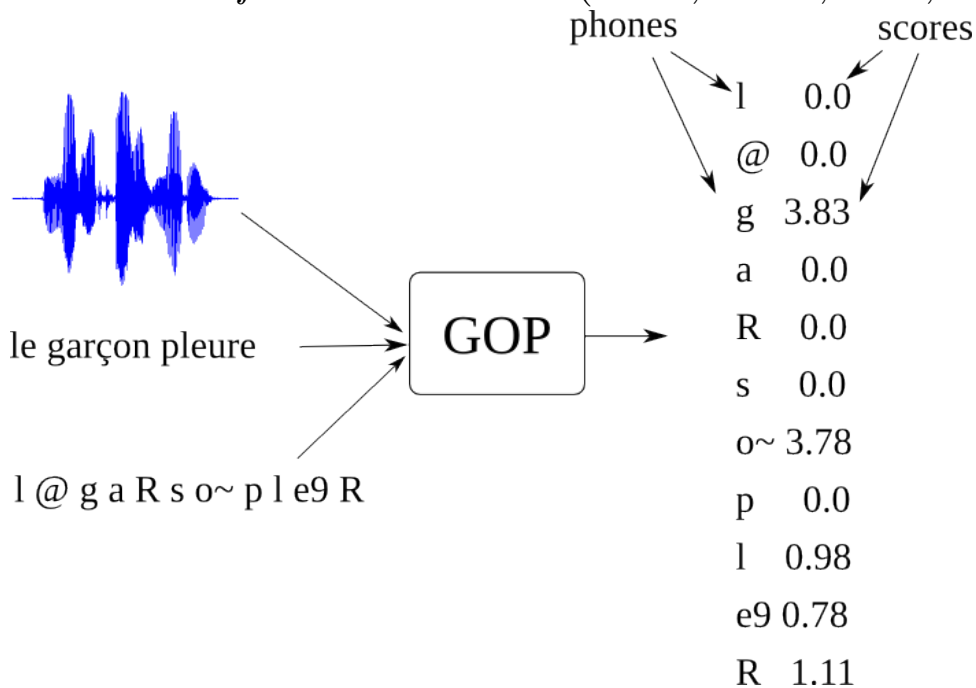 phones scores
l 0.0
@ 0.0
g 3.83
a 0.0
R 0.0
s 0.0
o~ 3.78
p 0.0
l 0.98
e9 0.78
R 1.11
le garçon pleure
l @ g a R s o~ p l e9 R
GOP